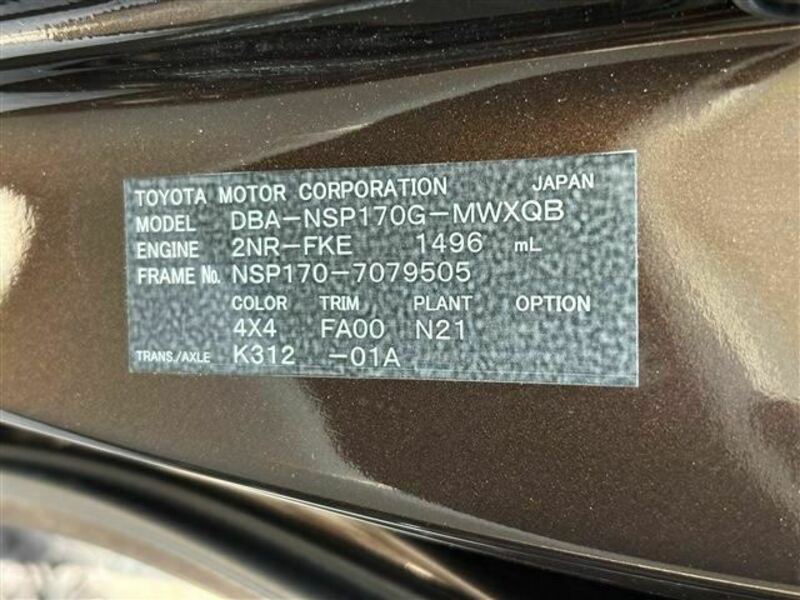 TOYOTA MOTOR CORPORATION JAPAN
MODEL DBA-NSP170G-MWXQB
ENGINE 2NR-FKE 1496 mL
FRAME No. NSP170-7079505
COLOR TRIM PLANT OPTION
4X4 FA00 N21
TRANS./AXLE K312 -01A